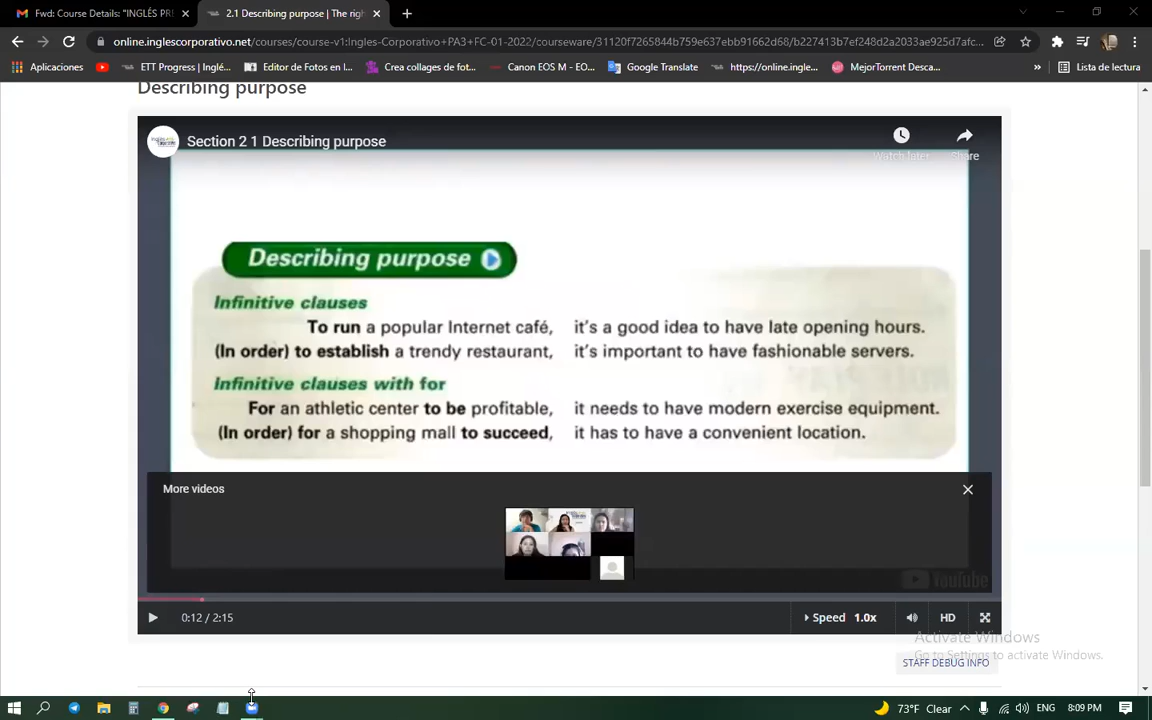 Fwd: Course Details: "INGLÉS PR
2.1 Describing purpose | The righ
online.inglescorporativo.net/courses/course-v1:Ingles-Corporativo+PA3+FC-01-2022/courseware/31120f7265844b759e637ebb91662d68/b227413b7ef248d2a2033ae925d7afc...
Aplicaciones
ETT Progress | Inglé...
Editor de Fotos en l...
Crea collages de fot...
Canon EOS M - EO...
Google Translate
https://online.ingle...
MejorTorrent Desca...
»
Lista de lectura
Describing purpose
Section 2 1 Describing purpose
Watch later
Share
Describing purpose
Infinitive clauses
To run a popular Internet café, it's a good idea to have late opening hours.
(In order) to establish a trendy restaurant, it's important to have fashionable servers.
Infinitive clauses with for
For an athletic center to be profitable, it needs to have modern exercise equipment.
(In order) for a shopping mall to succeed, it has to have a convenient location.
More videos
YouTube
0:12 / 2:15
Speed 1.0x
HD
Activate Windows
Go to Settings to activate Windows.
STAFF DEBUG INFO
73°F Clear
ENG
8:09 PM